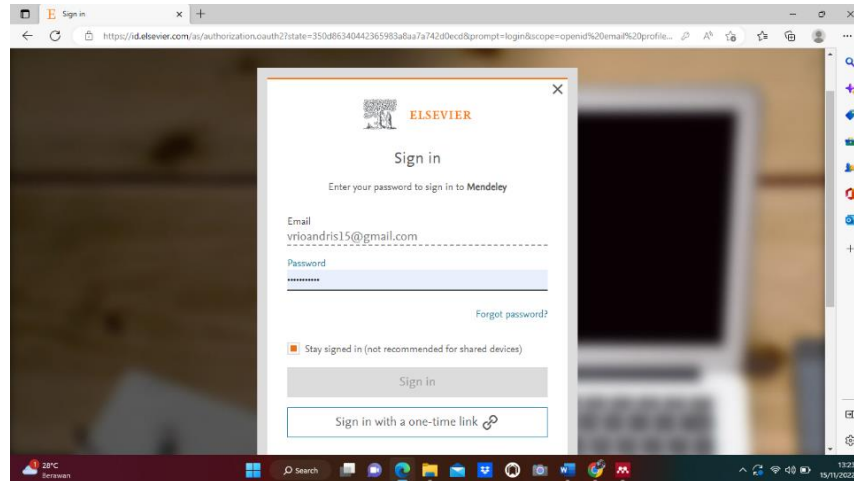 Sign in
https://id.elsevier.com/as/authorization.oauth2?state=350d86340442365983a8aa7a742d0ecd&prompt=login&scope=openid%20email%20profile...
ELSEVIER
Sign in
Enter your password to sign in to Mendeley
Email
vrioandris15@gmail.com
Password
Forgot password?
Stay signed in (not recommended for shared devices)
Sign in
Sign in with a one-time link
28°C
Berawan
Search
13:23
15/11/2022